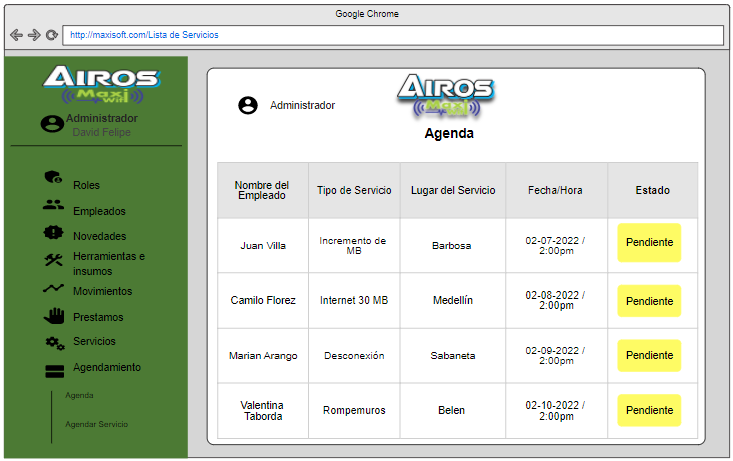 Google Chrome
http://maxisoft.com/Lista de Servicios
AIROS
Maxi
wifi
Administrador
David Felipe
Roles
Empleados
Novedades
Herramientas e
insumos
Movimientos
Prestamos
Servicios
Agendamiento
Agenda
Agendar Servicio
Administrador
AIROS
Maxi
wifi
Agenda
Nombre del
Empleado
Tipo de Servicio
Lugar del Servicio
Fecha/Hora
Estado
Juan Villa
Incremento de
MB
Barbosa
02-07-2022 /
2:00pm
Pendiente
Camilo Florez
Internet 30 MB
Medellín
02-08-2022 /
2:00pm
Pendiente
Marian Arango
Desconexión
Sabaneta
02-09-2022 /
2:00pm
Pendiente
Valentina
Taborda
Rompemuros
Belen
02-10-2022 /
2:00pm
Pendiente